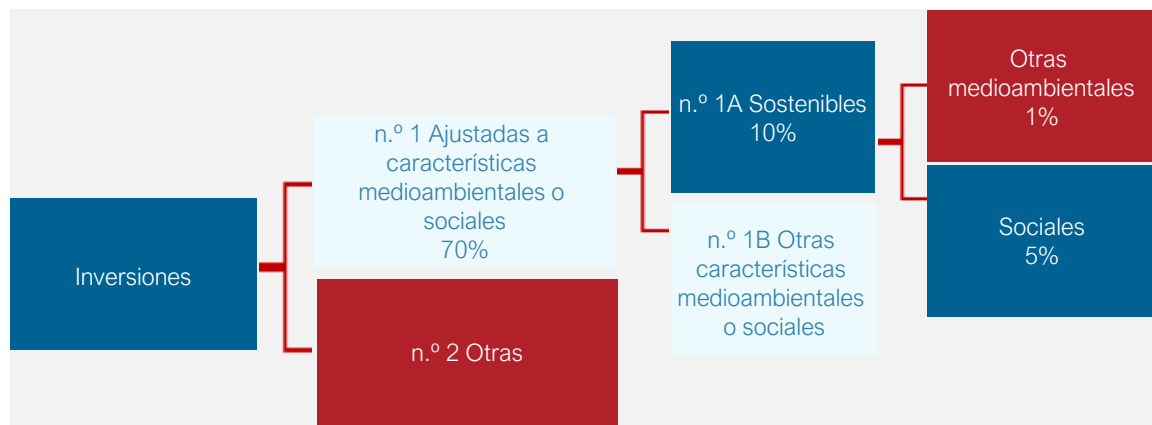 Inversiones
n.º 1 Ajustadas a
características
medioambientales o
sociales
70%
n.º 2 Otras
n.º 1A Sostenibles
10%
n.º 1B Otras
características
medioambientales
o sociales
Otras
medioambientales
1%
Sociales
5%